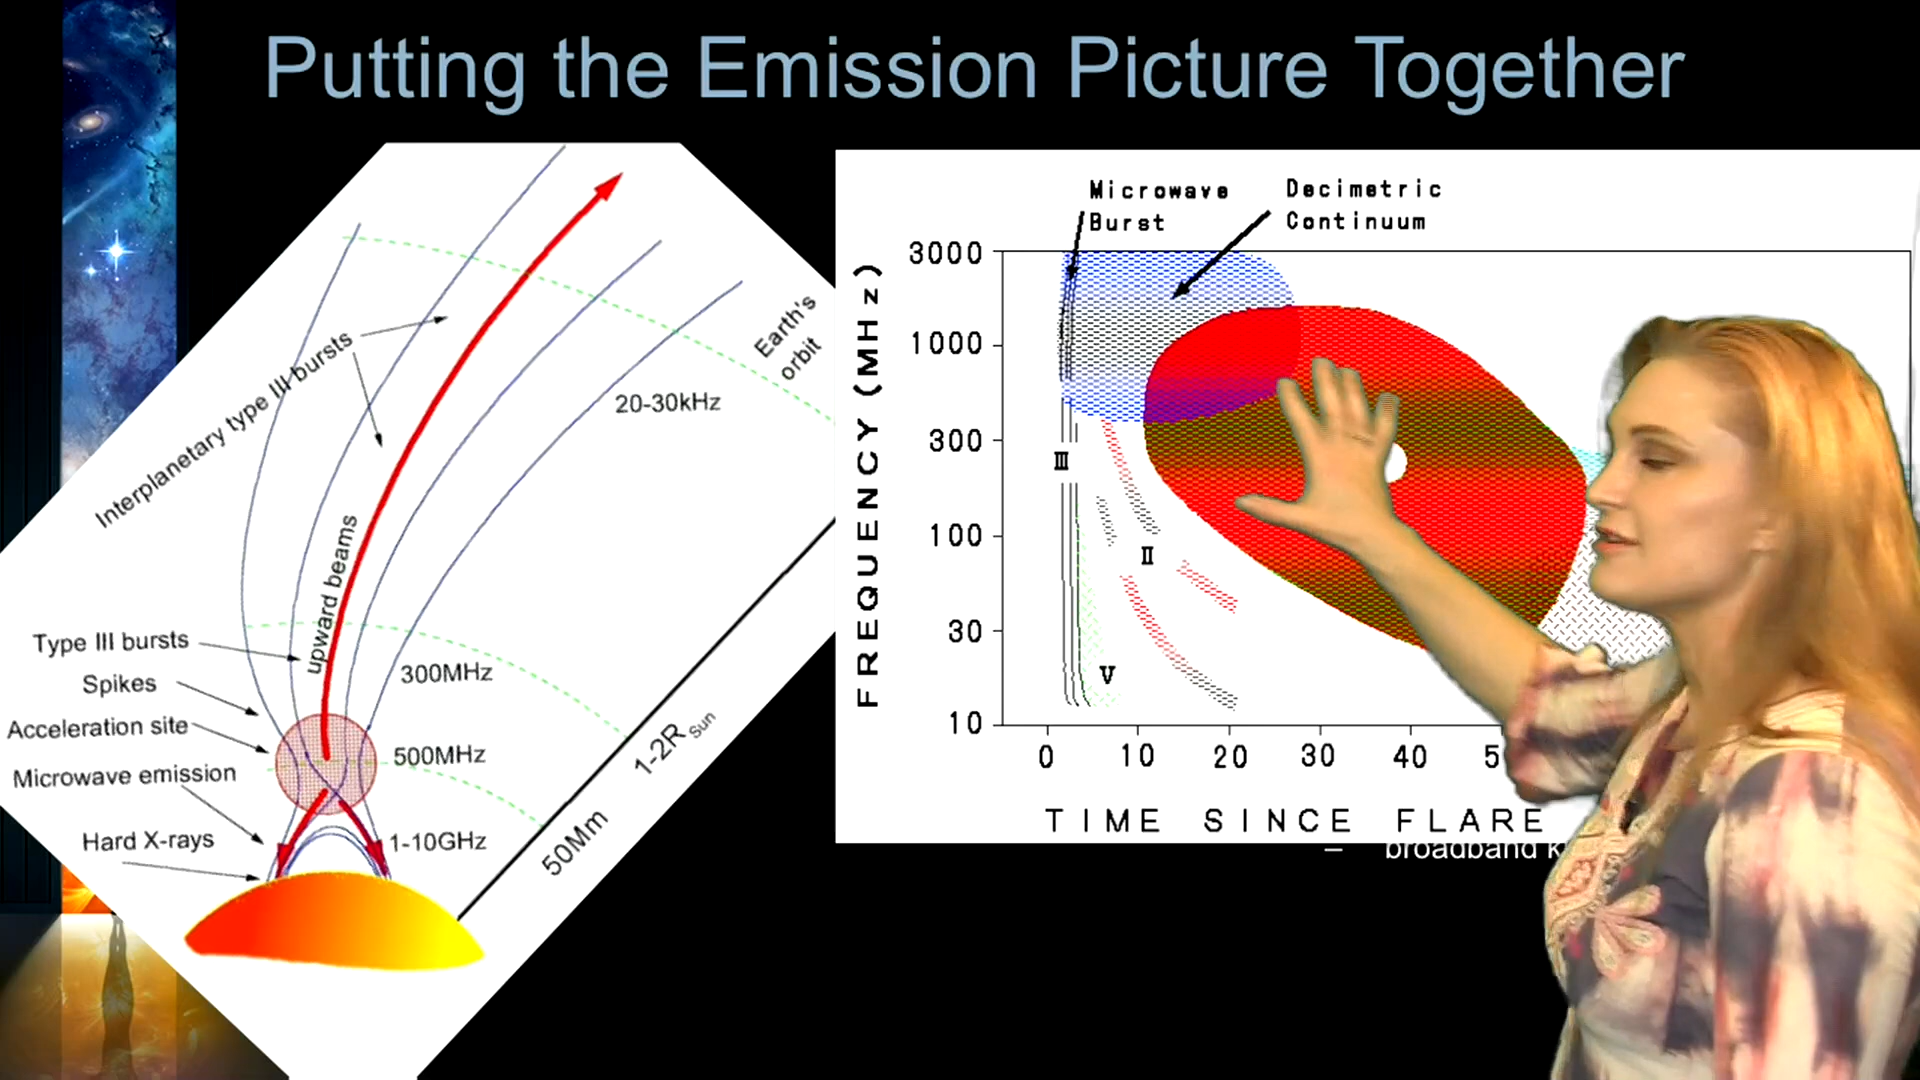 Putting the Emission Picture Together
Interplanetary type III bursts
upward beams
Earth's
orbit
20-30kHz
Type III bursts
Spikes
Acceleration site
Microwave emission
Hard X-rays
300MHz
500MHz
1-10GHz
1-2R Sun
50Mm
Microwave
Burst
Decimetric
Continuum
FREQUENCY (MHz)
3000
1000
300
100
30
10
III
II
V
0 10 20 30 40 5
TIME SINCE FLARE
– broadband